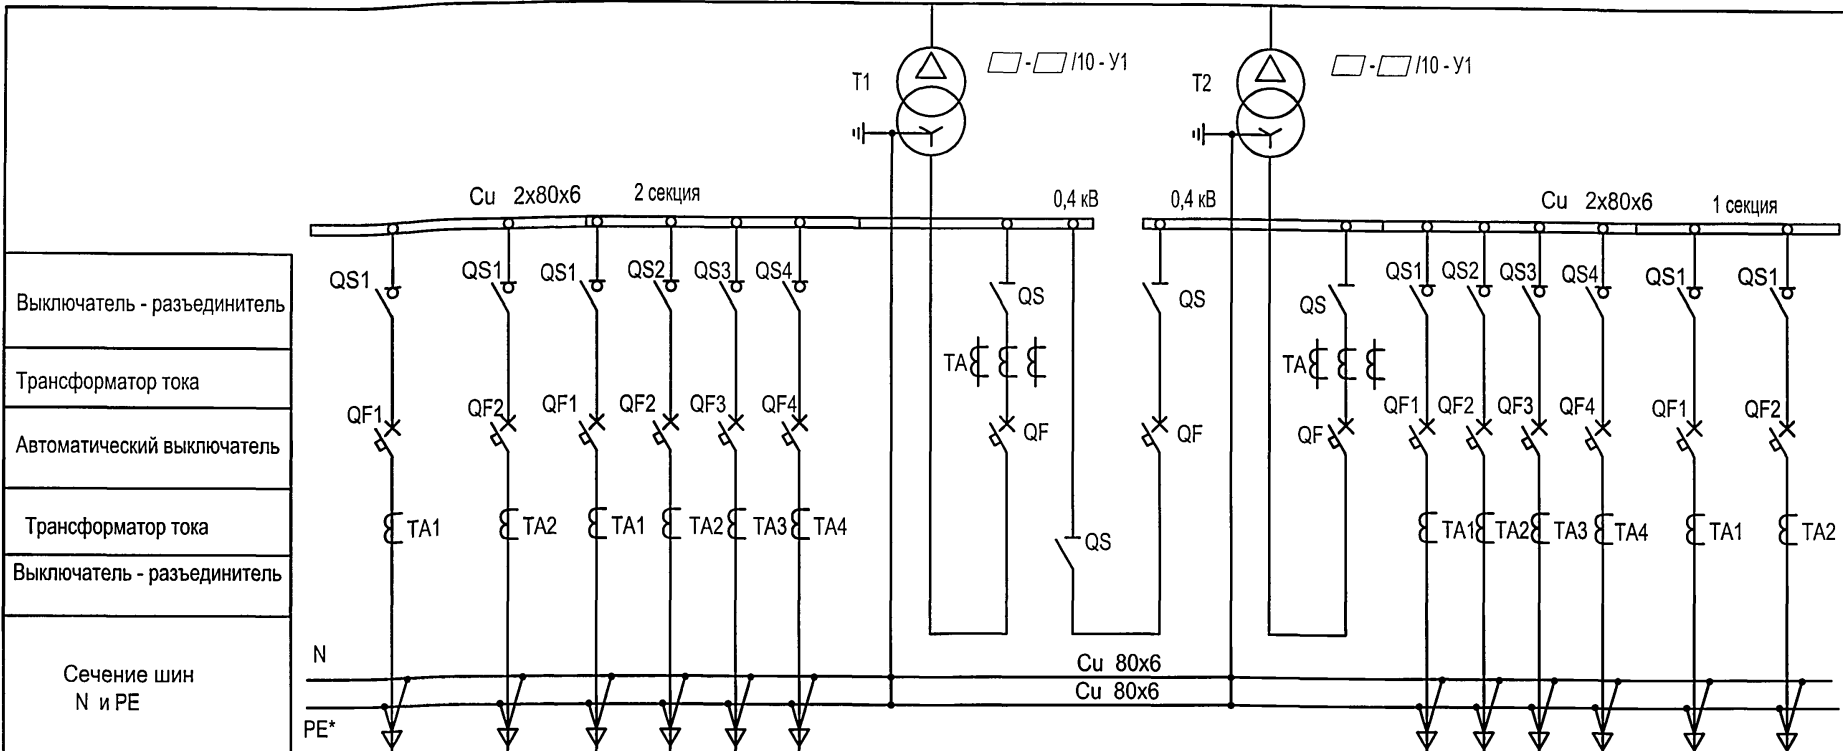 T1
/10 - У1
T2
/10 - У1
Cu 2x80x6
2 секция
0,4 кВ
0,4 кВ
Cu 2x80x6
1 секция
Выключатель - разъединитель
QS1
QS1
QS1
QS2
QS3
QS4
QS
QS
QS
QS1
QS2
QS3
QS4
QS1
QS1
Трансформатор тока
TA
TA
Автоматический выключатель
QF1
QF2
QF1
QF2
QF3
QF4
QF
QF
QF
QF1
QF2
QF3
QF4
QF1
QF2
Трансформатор тока
TA1
TA2
TA1
TA2
TA3
TA4
TA1
TA2
TA3
TA4
TA1
TA2
Выключатель - разъединитель
QS
Сечение шин
N и PE
N
Cu 80x6
Cu 80x6
PE*